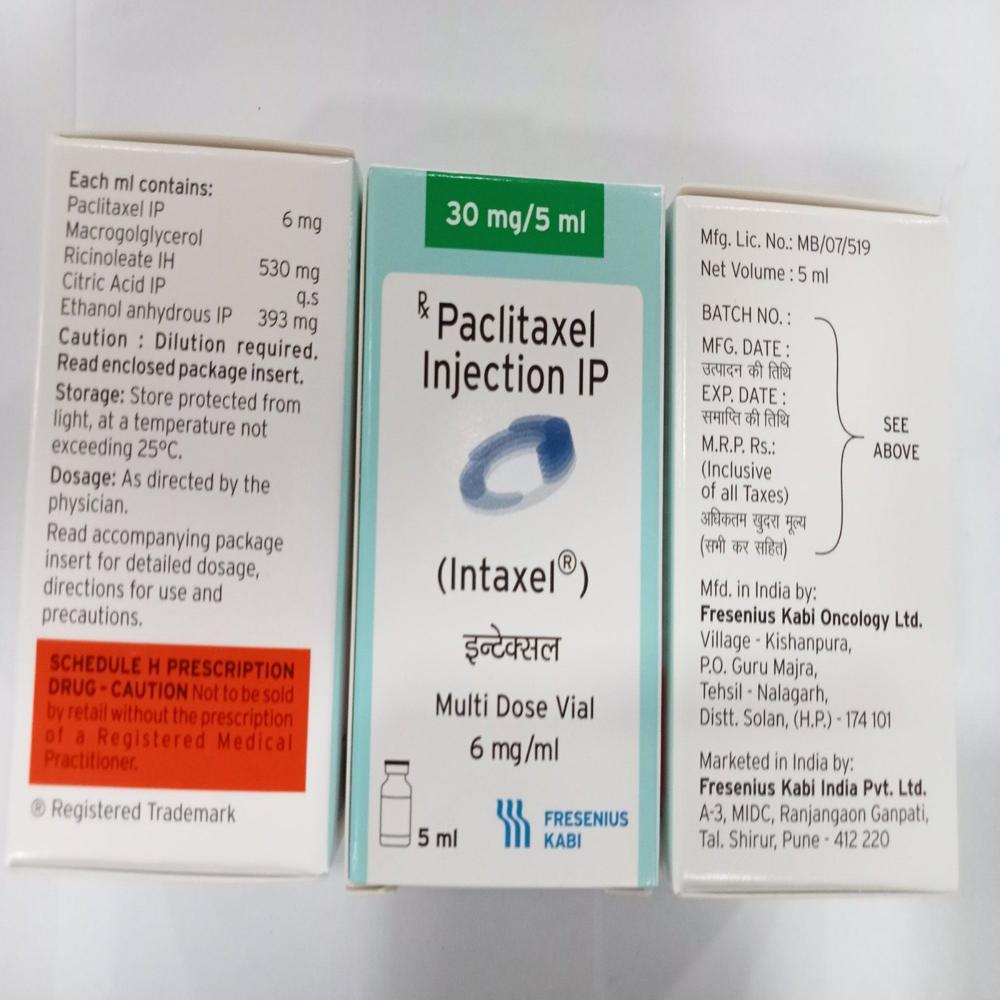 Each ml contains:
Paclitaxel IP 6 mg
Macrogolglycerol
Ricinoleate IH 530 mg
Citric Acid IP q.s
Ethanol anhydrous IP 393 mg
Caution : Dilution required.
Read enclosed package insert.
Storage: Store protected from
light, at a temperature not
exceeding 25°C.
Dosage: As directed by the
physician.
Read accompanying package
insert for detailed dosage,
directions for use and
precautions.
SCHEDULE H PRESCRIPTION
DRUG - CAUTION Not to be sold
by retail without the prescription
of a Registered Medical
Practitioner.
® Registered Trademark
30 mg/5 ml
℞ Paclitaxel
Injection IP
(Intaxel®)
इन्टेक्सल
Multi Dose Vial
6 mg/ml
5 ml
FRESENIUS
KABI
Mfg. Lic. No.: MB/07/519
Net Volume : 5 ml
BATCH NO. :
MFG. DATE :
उत्पादन की तिथि
EXP. DATE :
समाप्ति की तिथि
M.R.P. Rs.:
(Inclusive
of all Taxes)
अधिकतम खुदरा मूल्य
(सभी कर सहित)
SEE
ABOVE
Mfd. in India by:
Fresenius Kabi Oncology Ltd.
Village - Kishanpura,
P.O. Guru Majra,
Tehsil - Nalagarh,
Distt. Solan, (H.P.) - 174 101
Marketed in India by:
Fresenius Kabi India Pvt. Ltd.
A-3, MIDC, Ranjangaon Ganpati,
Tal. Shirur, Pune - 412 220